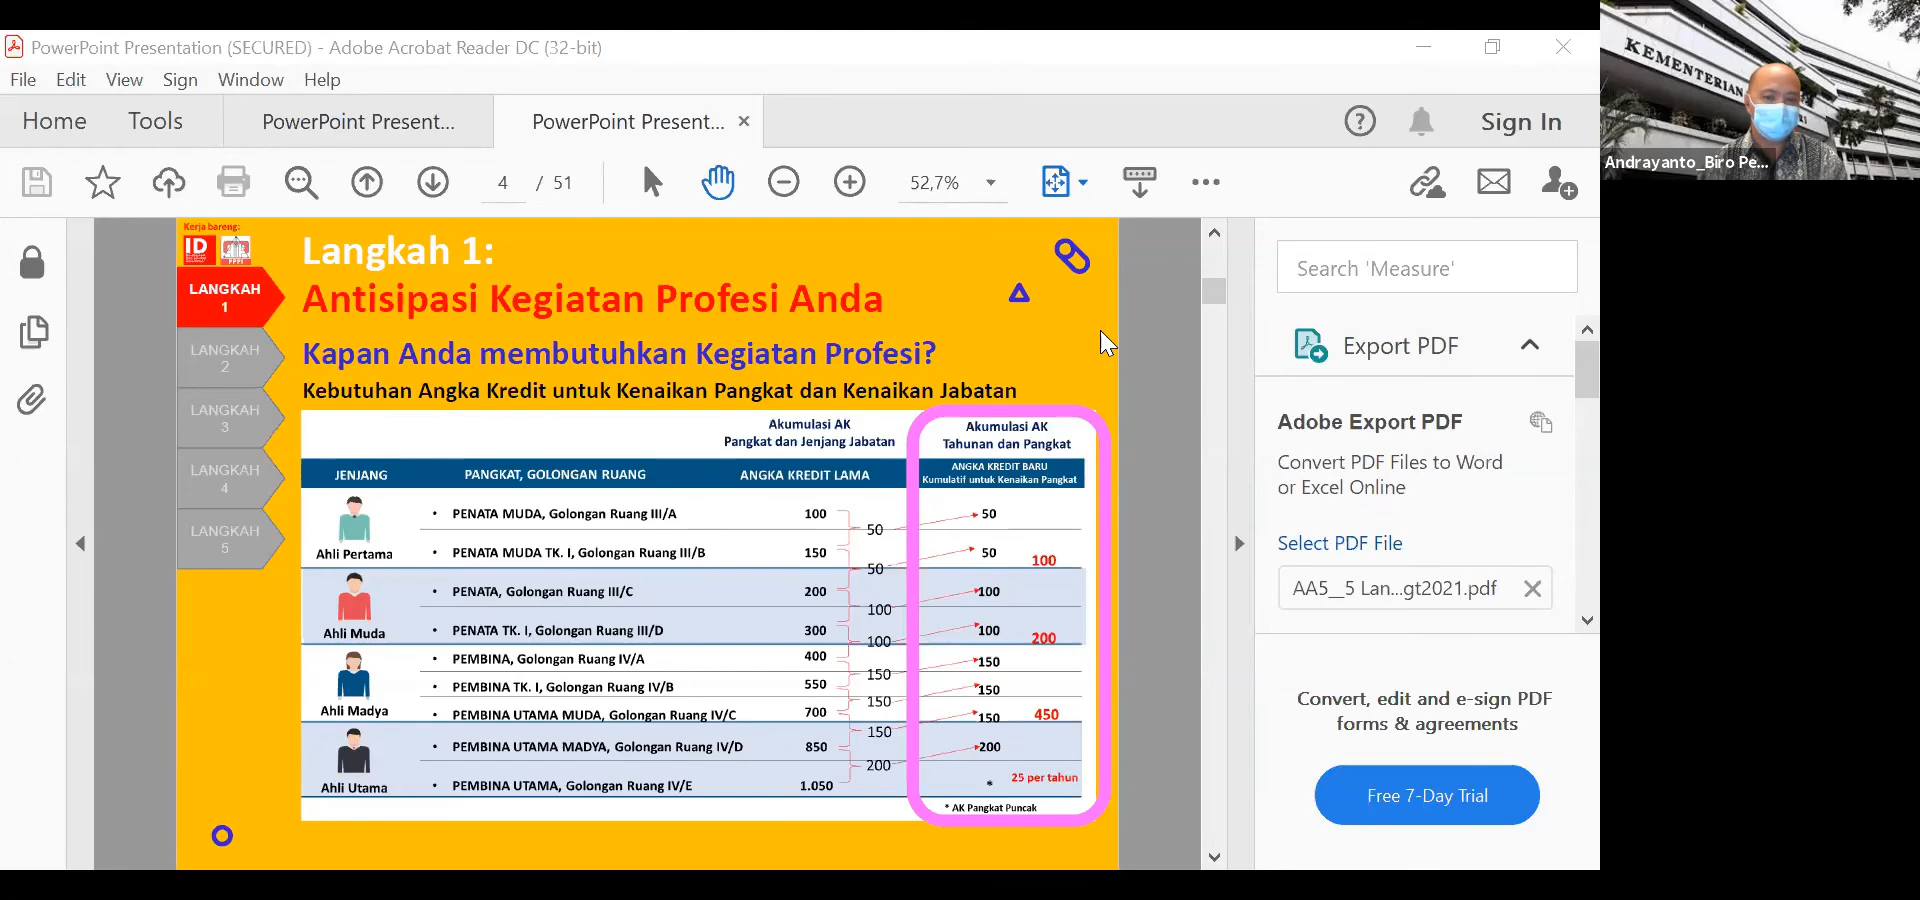 PowerPoint Presentation (SECURED) - Adobe Acrobat Reader DC (32-bit)
File Edit View Sign Window Help
Home Tools PowerPoint Present... PowerPoint Present... × Sign In
4 / 51 52,7%
Kerja bareng:
ID
Langkah 1:
Antisipasi Kegiatan Profesi Anda
LANGKAH
1
LANGKAH
2
LANGKAH
3
LANGKAH
4
LANGKAH
5
Kapan Anda membutuhkan Kegiatan Profesi?
Kebutuhan Angka Kredit untuk Kenaikan Pangkat dan Kenaikan Jabatan
Akumulasi AK
Pangkat dan Jenjang Jabatan
Akumulasi AK
Tahunan dan Pangkat
JENJANG PANGKAT, GOLONGAN RUANG ANGKA KREDIT LAMA
ANGKA KREDIT BARU
Kumulatif untuk Kenaikan Pangkat
• PENATA MUDA, Golongan Ruang III/A 100 50
50
Ahli Pertama • PENATA MUDA TK. I, Golongan Ruang III/B 150 50 100
50
• PENATA, Golongan Ruang III/C 200 100
100
Ahli Muda • PENATA TK. I, Golongan Ruang III/D 300 100 200
100
• PEMBINA, Golongan Ruang IV/A 400 150
150
• PEMBINA TK. I, Golongan Ruang IV/B 550 150
150
Ahli Madya • PEMBINA UTAMA MUDA, Golongan Ruang IV/C 700 150 450
150
• PEMBINA UTAMA MADYA, Golongan Ruang IV/D 850 200
200
Ahli Utama • PEMBINA UTAMA, Golongan Ruang IV/E 1.050 * 25 per tahun
* AK Pangkat Puncak
Search 'Measure'
Export PDF
Adobe Export PDF
Convert PDF Files to Word
or Excel Online
Select PDF File
AA5__5 Lan...gt2021.pdf
Convert, edit and e-sign PDF
forms & agreements
Free 7-Day Trial
KEMENTERIAN
Andrayanto_Biro Pe...